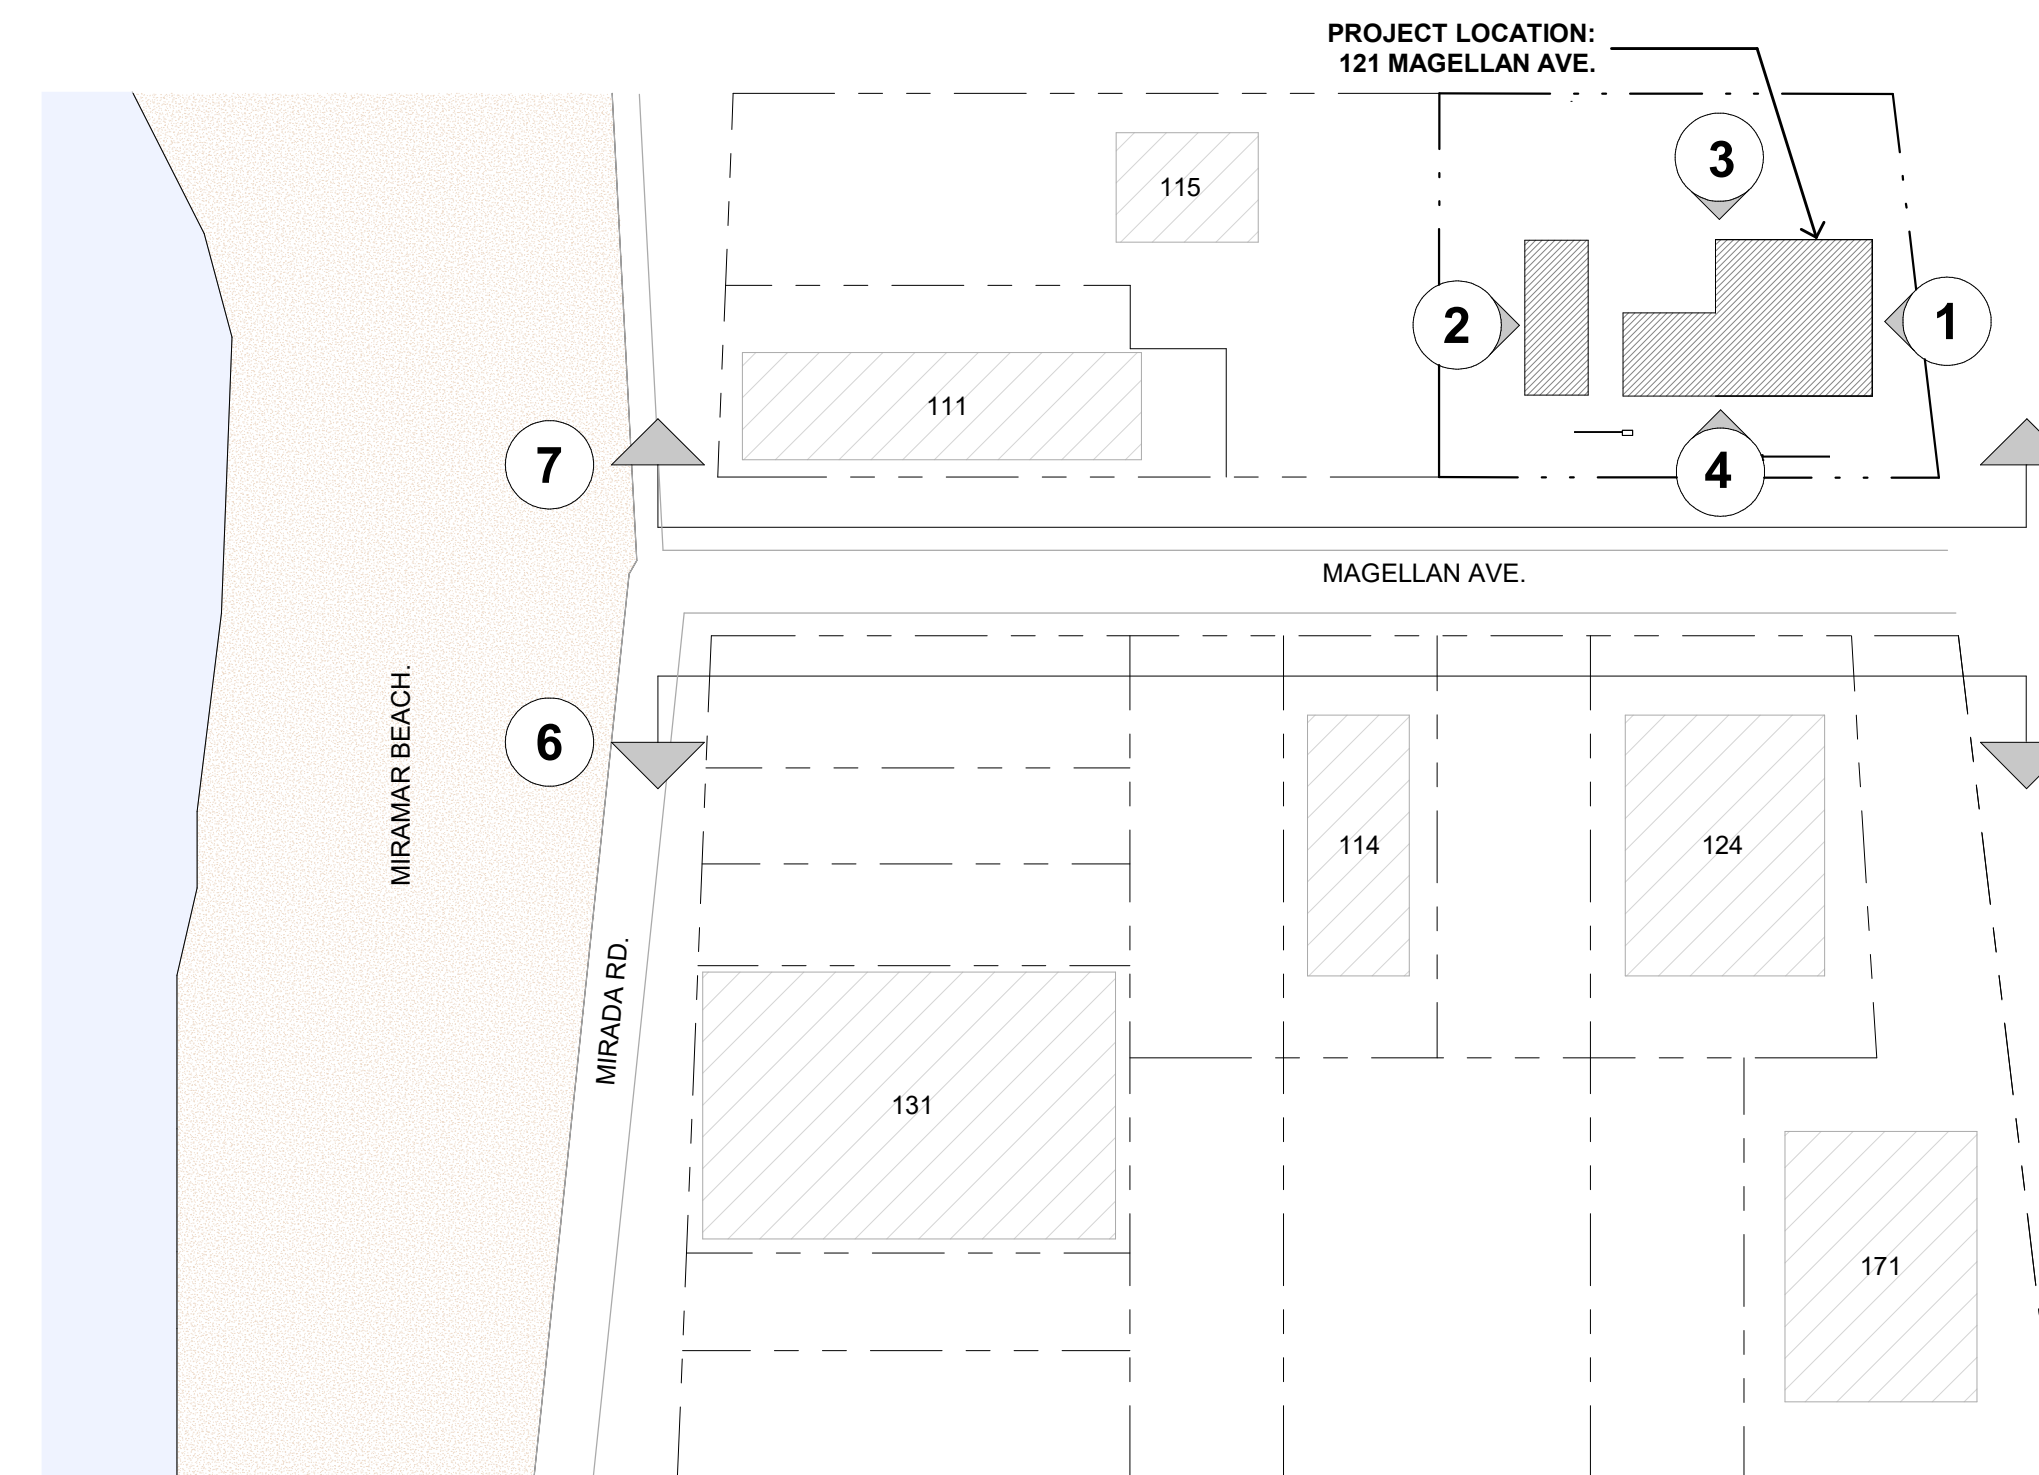 PROJECT LOCATION:
121 MAGELLAN AVE.
3
115
2
1
111
7
4
MAGELLAN AVE.
MIRAMAR BEACH.
6
114
124
MIRADA RD.
131
171